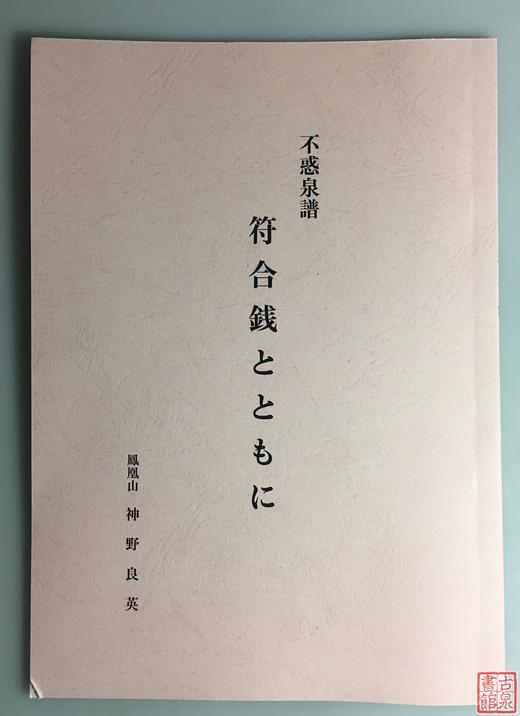 不惑泉譜
符合銭とともに
鳳凰山 神野良英
古泉書館